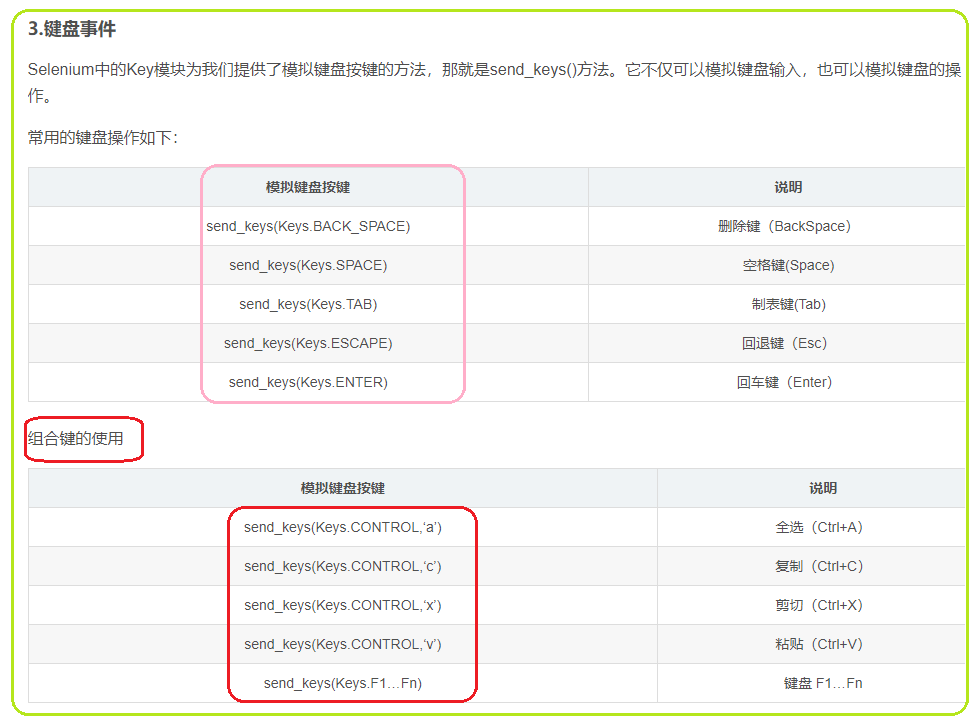 3.键盘事件
Selenium中的Key模块为我们提供了模拟键盘按键的方法，那就是send_keys()方法。它不仅可以模拟键盘输入，也可以模拟键盘的操
作。
常用的键盘操作如下：
模拟键盘按键 说明
send_keys(Keys.BACK_SPACE) 删除键（BackSpace）
send_keys(Keys.SPACE) 空格键(Space)
send_keys(Keys.TAB) 制表键(Tab)
send_keys(Keys.ESCAPE) 回退键（Esc）
send_keys(Keys.ENTER) 回车键（Enter）
组合键的使用
模拟键盘按键 说明
send_keys(Keys.CONTROL,‘a’) 全选（Ctrl+A）
send_keys(Keys.CONTROL,‘c’) 复制（Ctrl+C）
send_keys(Keys.CONTROL,‘x’) 剪切（Ctrl+X）
send_keys(Keys.CONTROL,‘v’) 粘贴（Ctrl+V）
send_keys(Keys.F1…Fn) 键盘 F1…Fn